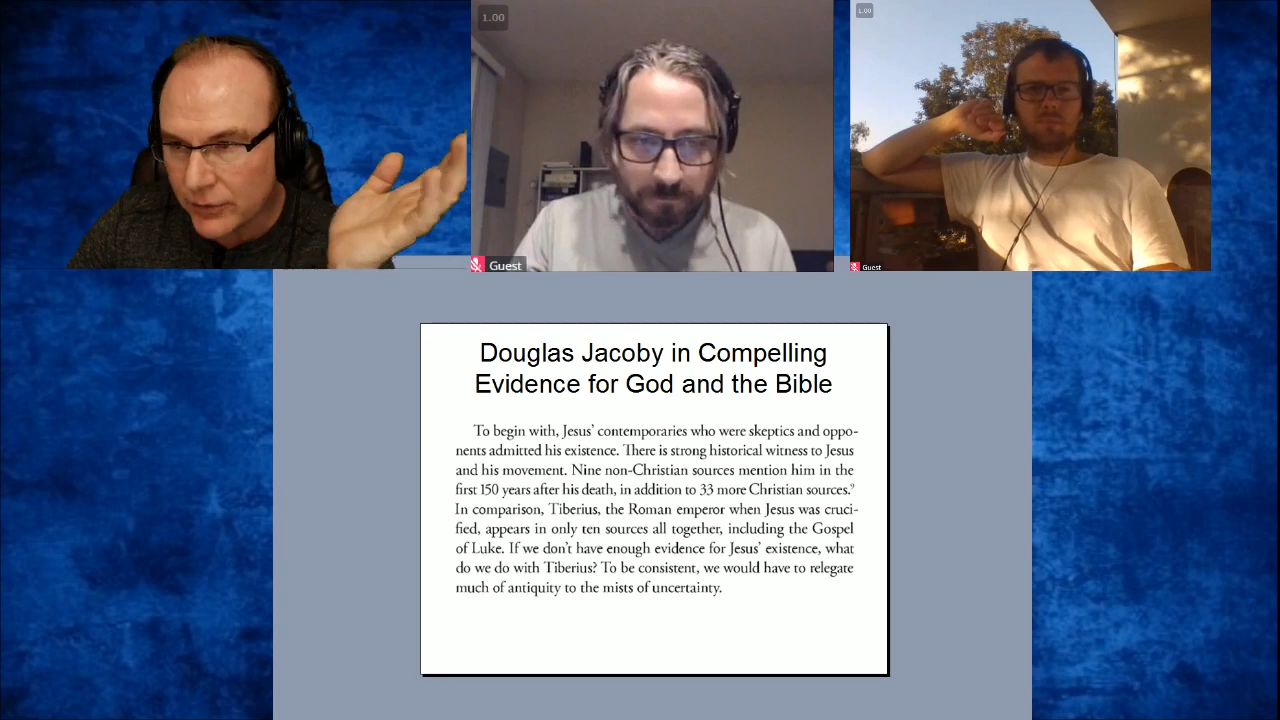 1.00
1.00
Guest
Guest
Douglas Jacoby in Compelling
Evidence for God and the Bible
To begin with, Jesus' contemporaries who were skeptics and oppo-
nents admitted his existence. There is strong historical witness to Jesus
and his movement. Nine non-Christian sources mention him in the
first 150 years after his death, in addition to 33 more Christian sources.⁹
In comparison, Tiberius, the Roman emperor when Jesus was cruci-
fied, appears in only ten sources all together, including the Gospel
of Luke. If we don't have enough evidence for Jesus' existence, what
do we do with Tiberius? To be consistent, we would have to relegate
much of antiquity to the mists of uncertainty.